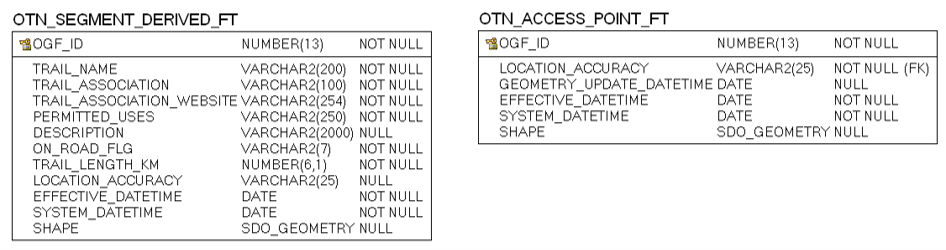 OTN_SEGMENT_DERIVED_FT
OGF_ID NUMBER(13) NOT NULL
TRAIL_NAME VARCHAR2(200) NOT NULL
TRAIL_ASSOCIATION VARCHAR2(100) NOT NULL
TRAIL_ASSOCIATION_WEBSITE VARCHAR2(254) NOT NULL
PERMITTED_USES VARCHAR2(250) NOT NULL
DESCRIPTION VARCHAR2(2000) NULL
ON_ROAD_FLG VARCHAR2(7) NOT NULL
TRAIL_LENGTH_KM NUMBER(6,1) NOT NULL
LOCATION_ACCURACY VARCHAR2(25) NULL
EFFECTIVE_DATETIME DATE NOT NULL
SYSTEM_DATETIME DATE NOT NULL
SHAPE SDO_GEOMETRY NULL
OTN_ACCESS_POINT_FT
OGF_ID NUMBER(13) NOT NULL
LOCATION_ACCURACY VARCHAR2(25) NOT NULL (FK)
GEOMETRY_UPDATE_DATETIME DATE NULL
EFFECTIVE_DATETIME DATE NOT NULL
SYSTEM_DATETIME DATE NOT NULL
SHAPE SDO_GEOMETRY NULL